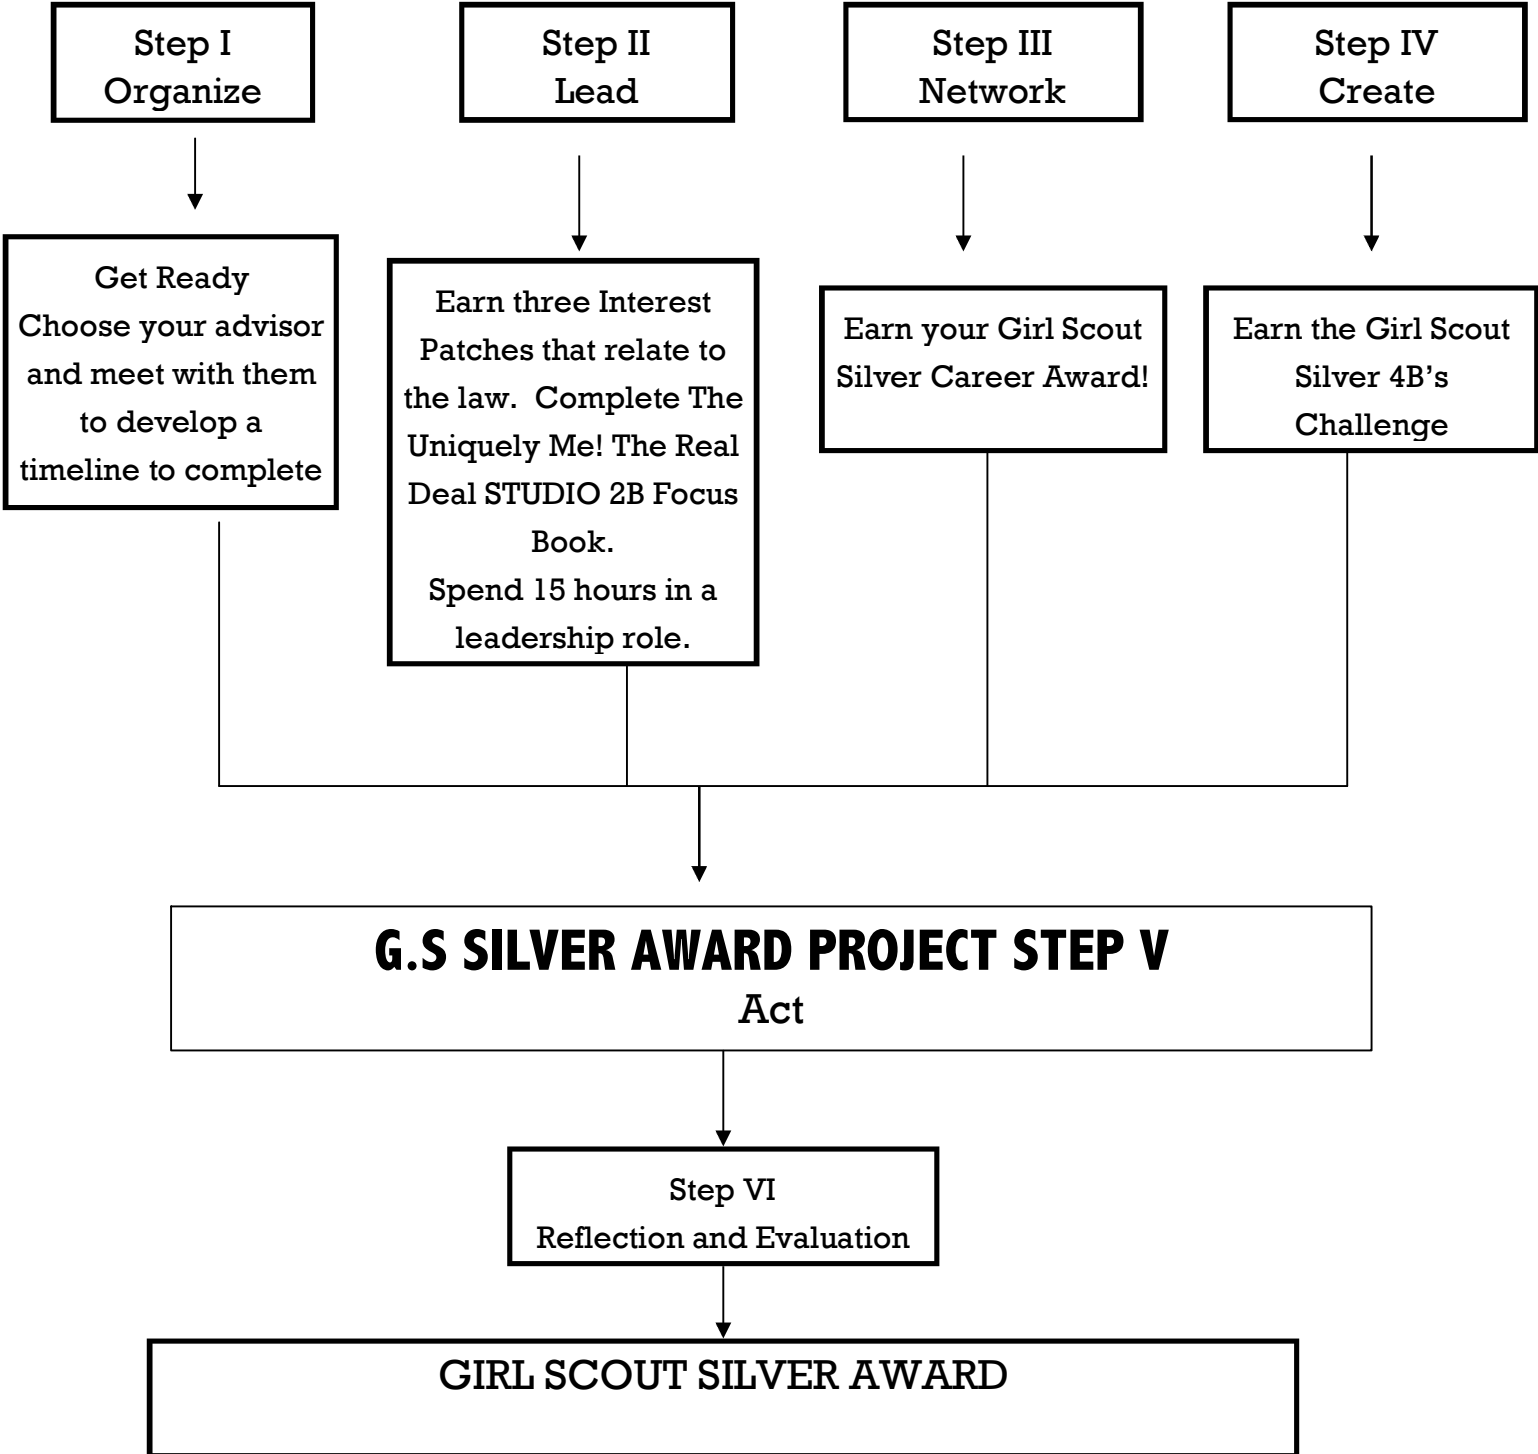 Step I
Organize
Step II
Lead
Step III
Network
Step IV
Create
Get Ready
Choose your advisor
and meet with them
to develop a
timeline to complete
Earn three Interest
Patches that relate to
the law.  Complete The
Uniquely Me! The Real
Deal STUDIO 2B Focus
Book.
Spend 15 hours in a
leadership role.
Earn your Girl Scout
Silver Career Award!
Earn the Girl Scout
Silver 4B’s
Challenge
G.S SILVER AWARD PROJECT STEP V
Act
Step VI
Reflection and Evaluation
GIRL SCOUT SILVER AWARD